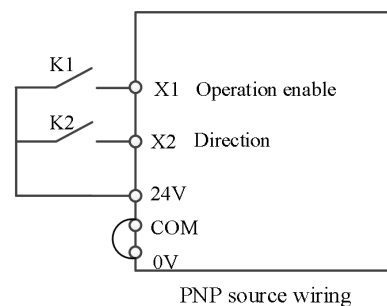 K1
X1 Operation enable
K2
X2 Direction
24V
COM
0V
PNP source wiring